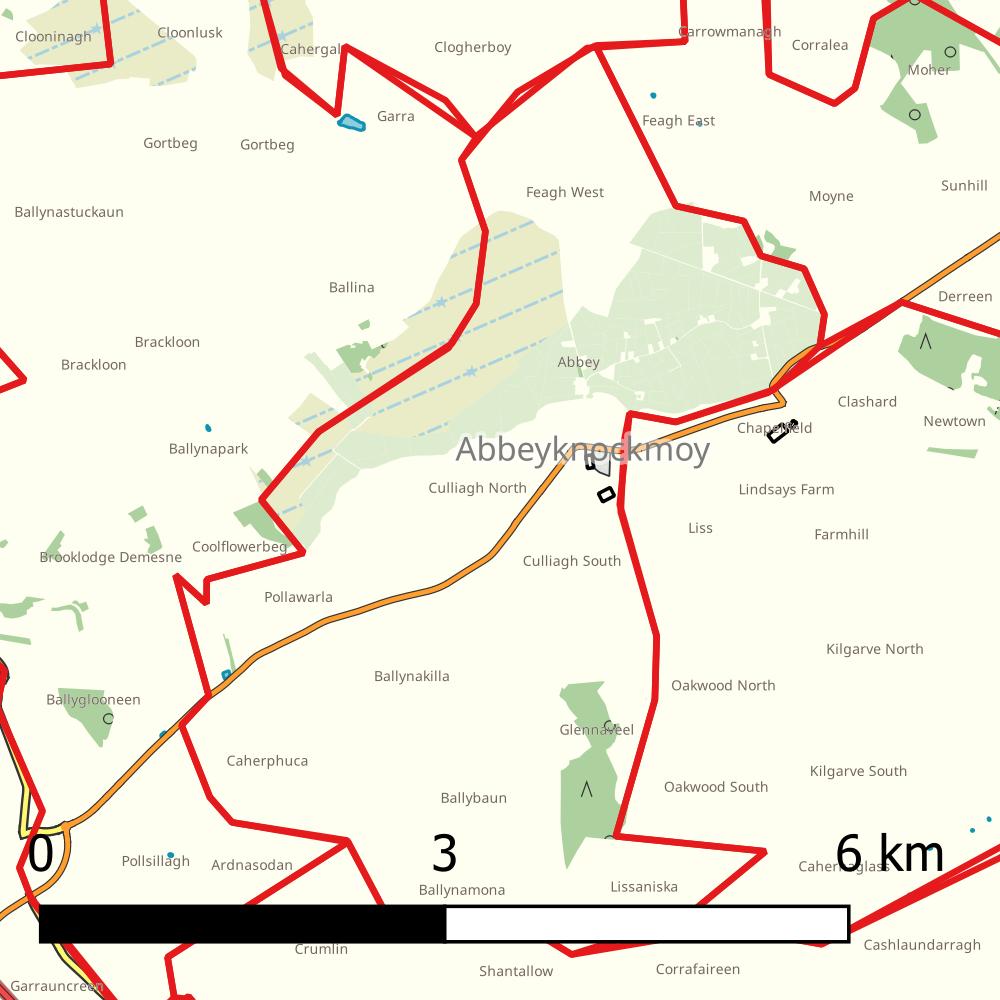 Clooninagh
Cloonlusk
Cahergal
Clogherboy
Carrowmanagh
Corralea
Moher
Garra
Feagh East
Gortbeg
Gortbeg
Feagh West
Moyne
Sunhill
Ballynastuckaun
Ballina
Derreen
Brackloon
Brackloon
Abbey
Clashard
Newtown
Chapelfield
Ballynapark
Abbeyknockmoy
Culliagh North
Lindsays Farm
Liss
Farmhill
Brooklodge Demesne
Coolflowerbeg
Culliagh South
Pollawarla
Kilgarve North
Ballynakilla
Oakwood North
Ballyglooneen
Glennaveel
Caherphuca
Kilgarve South
Ballybaun
Oakwood South
0
3
6 km
Pollsillagh
Ardnasodan
Caherlaglass
Ballynamona
Lissaniska
Crumlin
Cashlaundarragh
Shantallow
Corrafaireen
Garrauncreen